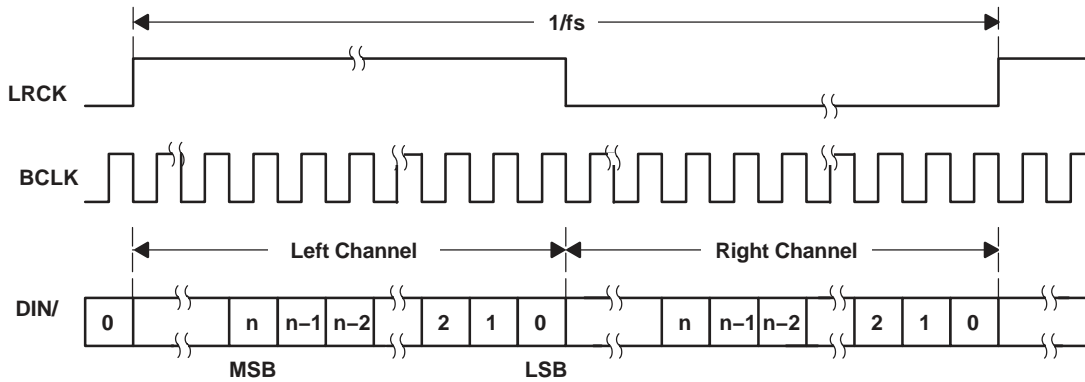 1/fs
LRCK
BCLK
Left Channel Right Channel
DIN/ 0 n n–1 n–2 2 1 0 n n–1 n–2 2 1 0
MSB LSB